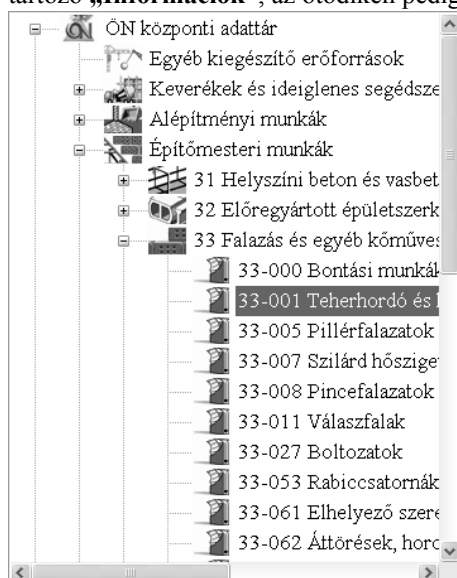 tartozó „Információk", az ötödiken pedig
ÖN központi adattár
Egyéb kiegészítő erőforrások
Keverékek és ideiglenes segédsze
Alépítményi munkák
Építőmesteri munkák
31 Helyszíni beton és vasbet
32 Előregyártott épületszerk
33 Falazás és egyéb kőműves
33-000 Bontási munkák
33-001 Teherhordó és
33-005 Pillérfalazatok
33-007 Szilárd hősziget
33-008 Pincefalazatok
33-011 Válaszfalak
33-027 Boltozatok
33-053 Rabiccsatornák
33-061 Elhelyező szere
33-062 Áttörések, horc